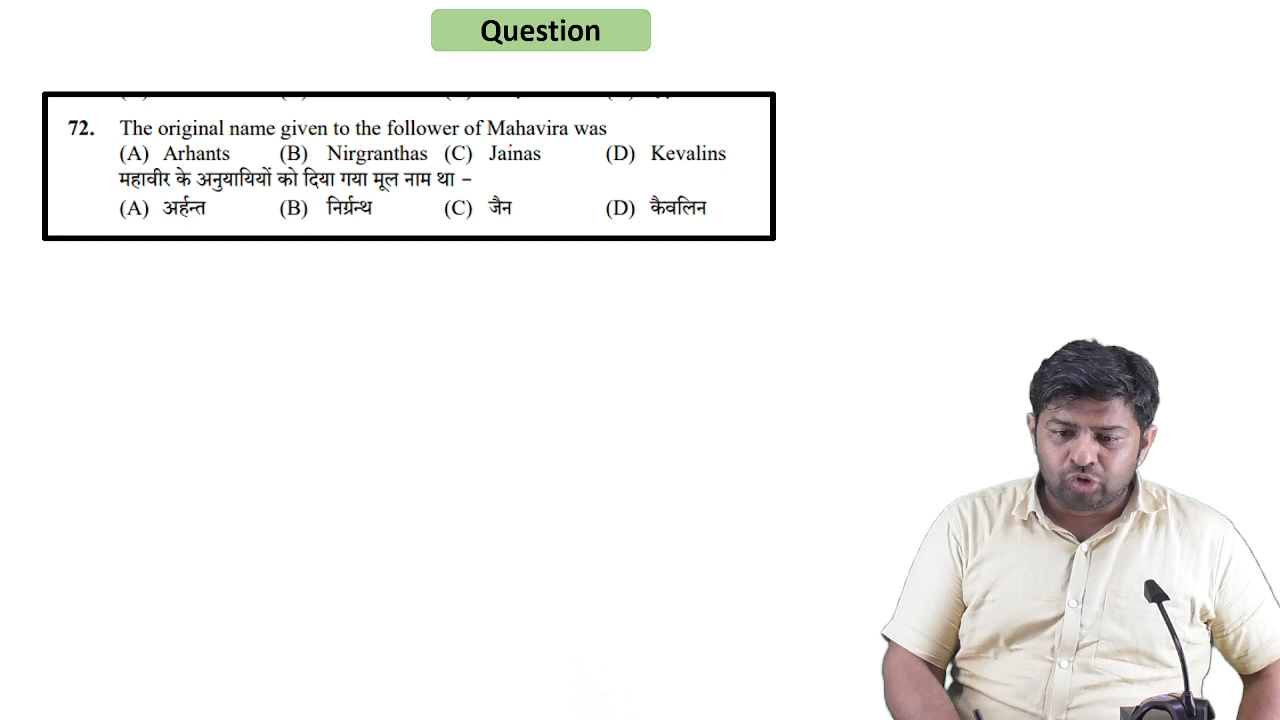 Question
72. The original name given to the follower of Mahavira was
(A) Arhants (B) Nirgranthas (C) Jainas (D) Kevalins
महावीर के अनुयायियों को दिया गया मूल नाम था –
(A) अर्हन्त (B) निर्ग्रन्थ (C) जैन (D) कैवलिन